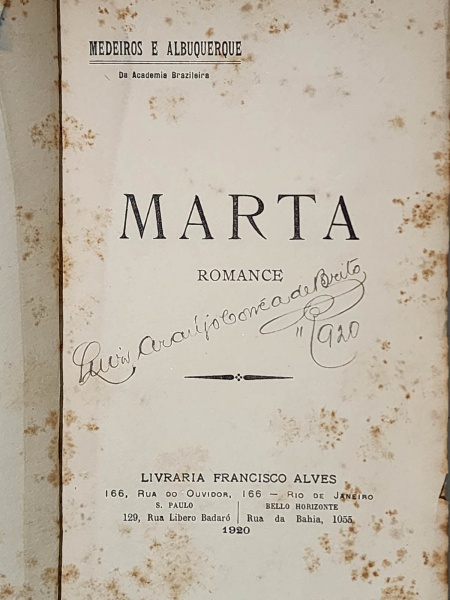 MEDEIROS E ALBUQUERQUE
Da Academia Brazileira
MARTA
ROMANCE
Luiz Araujo Corrêa de Brito
1920
LIVRARIA FRANCISCO ALVES
166, RUA DO OUVIDOR, 166 — RIO DE JANEIRO
S. PAULO BELLO HORIZONTE
129, Rua Libero Badaró | Rua da Bahia, 1055
1920